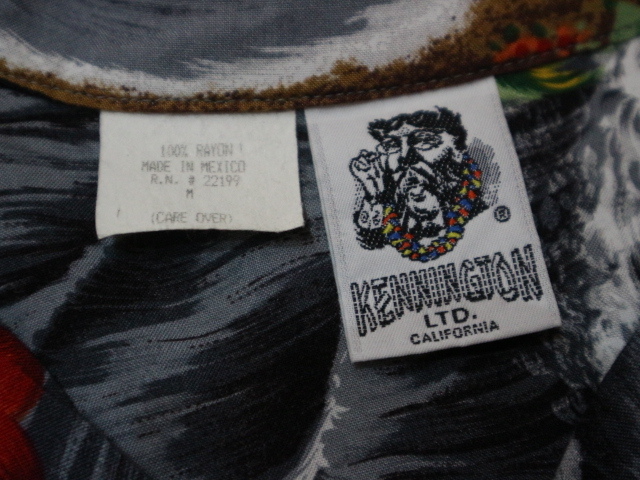 100% RAYON
MADE IN MEXICO
R.N. # 22199
M
(CARE OVER)
®
KENNINGTON
LTD.
CALIFORNIA